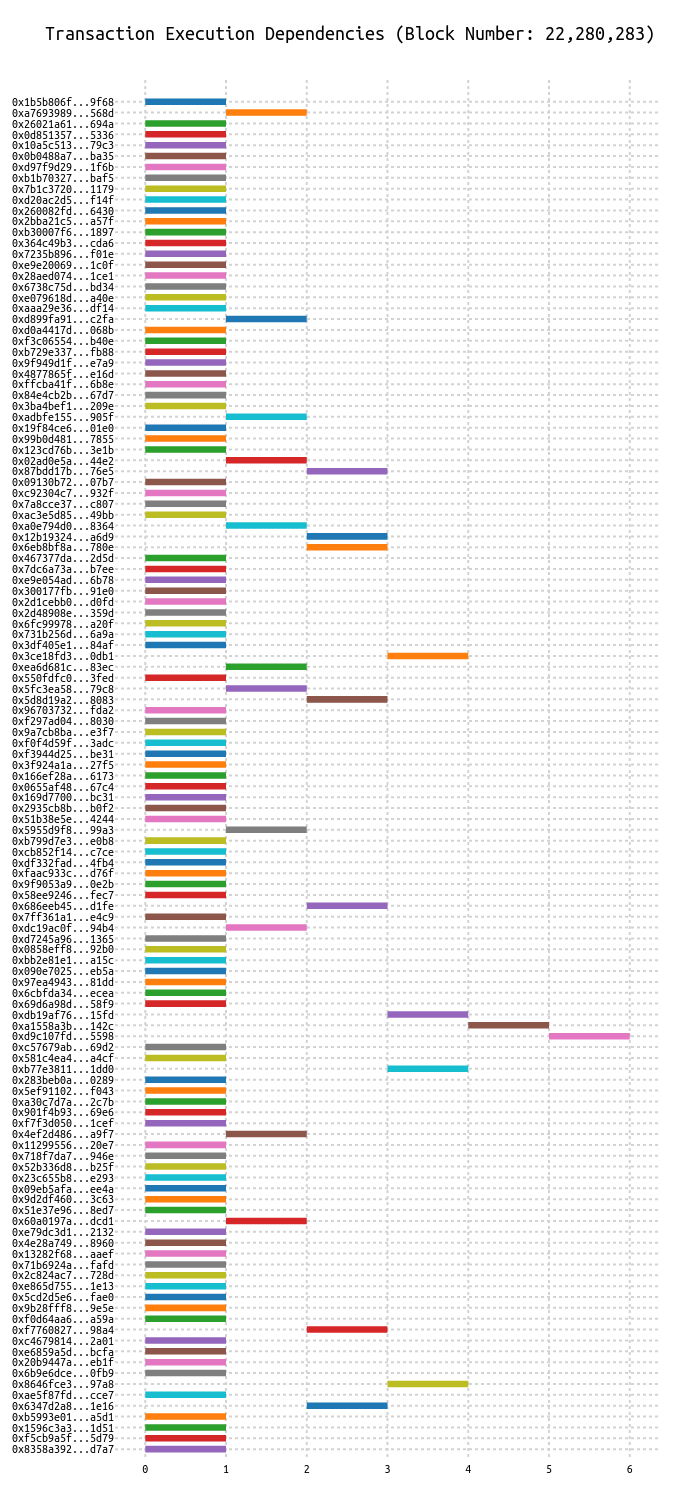 Transaction Execution Dependencies (Block Number: 22,280,283)
0x1b5b806f...9f68
0xa7693989...568d
0x26021a61...694a
0x0d851357...5336
0x10a5c513...79c3
0x0b0488a7...ba35
0xd97f9d29...1f6b
0xb1b70327...baf5
0x7b1c3720...1179
0xd20ac2d5...f14f
0x260082fd...6430
0x2bba21c5...a57f
0xb30007f6...1897
0x364c49b3...cda6
0x7235b896...f01e
0xe9e20069...1c0f
0x28aed074...1ce1
0x6738c75d...bd34
0xe079618d...a40e
0xaaa29e36...df14
0xd899fa91...c2fa
0xd0a4417d...068b
0xf3c06554...b40e
0xb729e337...fb88
0x9f949d1f...e7a9
0x4877865f...e16d
0xffcba41f...6b8e
0x84e4cb2b...67d7
0x3ba4bef1...209e
0xadbfe155...905f
0x19f84ce6...01e0
0x99b0d481...7855
0x123cd76b...3e1b
0x02ad0e5a...44e2
0x87bdd17b...76e5
0x09130b72...07b7
0xc92304c7...932f
0x7a8cce37...c807
0xac3e5d85...49bb
0xa0e794d0...8364
0x12b19324...a6d9
0x6eb8bf8a...780e
0x467377da...2d5d
0x7dc6a73a...b7ee
0xe9e054ad...6b78
0x300177fb...91e0
0x2d1cebb0...d0fd
0x2d48908e...359d
0x6fc99978...a20f
0x731b256d...6a9a
0x3df405e1...84af
0x3ce18fd3...0db1
0xea6d681c...83ec
0x550fdfc0...3fed
0x5fc3ea58...79c8
0x5d8d19a2...8083
0x96703732...fda2
0xf297ad04...8030
0x9a7cb8ba...e3f7
0xf0f4d59f...3adc
0xf3944d25...be31
0x3f924a1a...27f5
0x166ef28a...6173
0x0655af48...67c4
0x169d7700...bc31
0x2935cb8b...b0f2
0x51b38e5e...4244
0x5955d9f8...99a3
0xb799d7e3...e0b8
0xcb852f14...c7ce
0xdf332fad...4fb4
0xfaac933c...d76f
0x9f9053a9...0e2b
0x58ee9246...fec7
0x686eeb45...d1fe
0x7ff361a1...e4c9
0xdc19ac0f...94b4
0xd7245a96...1365
0x0858eff8...92b0
0xbb2e81e1...a15c
0x090e7025...eb5a
0x97ea4943...81dd
0x6cbfda34...ecea
0x69d6a98d...58f9
0xdb19af76...15fd
0xa1558a3b...142c
0xd9c107fd...5598
0xc57679ab...69d2
0x581c4ea4...a4cf
0xb77e3811...1dd0
0x283beb0a...0289
0x5ef91102...f043
0xa30c7d7a...2c7b
0x901f4b93...69e6
0xf7f3d050...1cef
0x4ef2d486...a9f7
0x11299556...20e7
0x718f7da7...946e
0x52b336d8...b25f
0x23c655b8...e293
0x09eb5afa...ee4a
0x9d2df460...3c63
0x51e37e96...8ed7
0x60a0197a...dcd1
0xe79dc3d1...2132
0x4e28a749...8960
0x13282f68...aaef
0x71b6924a...fafd
0x2c824ac7...728d
0xe865d755...1e13
0x5cd2d5e6...fae0
0x9b28fff8...9e5e
0xf0d64aa6...a59a
0xf7760827...98a4
0xc4679814...2a01
0xe6859a5d...bcfa
0x20b9447a...eb1f
0x6b9e6dce...0fb9
0x8646fce3...97a8
0xae5f87fd...cce7
0x6347d2a8...1e16
0xb5993e01...a5d1
0x1596c3a3...1d51
0xf5cb9a5f...5d79
0x8358a392...d7a7
0 1 2 3 4 5 6